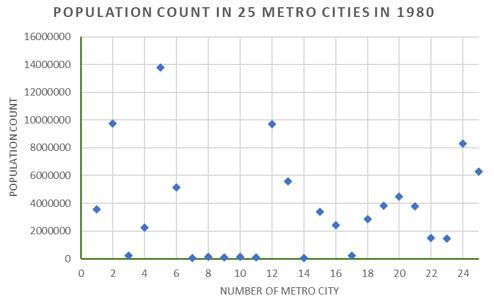 POPULATION COUNT IN 25 METRO CITIES IN 1980
16000000
14000000
12000000
10000000
8000000
6000000
4000000
2000000
0
POPULATION COUNT
0 2 4 6 8 10 12 14 16 18 20 22 24
NUMBER OF METRO CITY